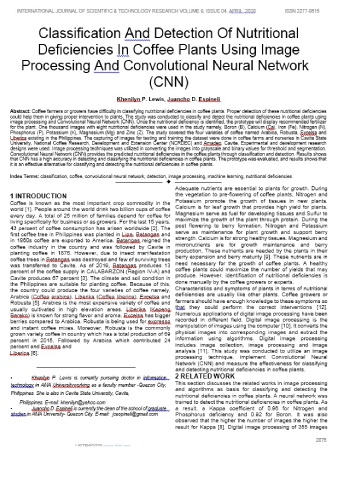 INTERNATIONAL JOURNAL OF SCIENTIFIC & TECHNOLOGY RESEARCH VOLUME 9, ISSUE 04, APRIL 2020 ISSN 2277-8616
Classification And Detection Of Nutritional
Deficiencies In Coffee Plants Using Image
Processing And Convolutional Neural Network
(CNN)
Khenilyn P. Lewis, Juancho D. Espineli
Abstract: Coffee farmers or growers have difficulty in classifying nutritional deficiencies in coffee plants. Proper detection of these nutritional deficiencies
could help them in giving proper intervention to plants. The study was conducted to classify and detect the nutritional deficiencies in coffee plants using
image processing and Convolutional Neural Network (CNN). Once the nutritional deficiency is identified, the prototype will display recommended fertilizer
for the plant. One thousand images with eight nutritional deficiencies were used in the study namely, Boron (B), Calcium (Ca), Iron (Fe), Nitrogen (N),
Phosphorus (P), Potassium (K), Magnesium (Mg) and Zinc (Z). The study covered the four varieties of coffee named Arabica, Robusta, Excelsa and
Liberica existing in the Philippines. The capturing of images for testing and training the dataset were done in coffee farms and nurseries in Cavite State
University, National Coffee Research, Development and Extension Center (NCRDEC) and Amadeo, Cavite. Experimental and development research
designs were used. Image processing techniques was utilized in converting the images into grayscale and binary values for threshold and segmentation.
Convolutional Neural Network (CNN) provides the predicted nutritional deficiencies in the coffee plants through classification and detection. Results shows
that CNN has a high accuracy in detecting and classifying the nutritional deficiencies in coffee plants. The prototype was evaluated, and results shows that
it is an effective alternative for classifying and detecting the nutritional deficiencies in coffee plants.
Index Terms: classification, coffee, convolutional neural network, detection, image processing, machine learning, nutritional deficiencies
1 INTRODUCTION
Coffee is known as the most important crop commodity in the
world [1]. People around the world drink two billion cups of coffee
every day. A total of 25 million of families depend for coffee for
living specifically for business or as growers. For the last 15 years,
43 percent of coffee consumption has arisen worldwide [2]. The
first coffee tree in Philippines was planted in Lipa, Batangas and
in 1860s coffee are exported to America. Batangas reigned the
coffee industry in the country and was followed by Cavite in
planting coffee in 1876. However, due to insect manifestation
coffee trees in Batangas was destroyed and few of surviving trees
were transferred to Cavite. As of 2016, Batangas produces 11
percent of the coffee supply in CALABARZON (Region IV-A) and
Cavite produces 67 percent [3]. The climate and soil condition in
the Philippines are suitable for planting coffee. Because of this,
the country could produce the four varieties of coffee namely,
Arabica (Coffea arabica), Liberica (Coffea liberica), Excelsa and
Robusta [5]. Arabica is the most expensive variety of coffee and
usually cultivated in high elevation areas. Liberica (Kapeng
Barako) is known for strong flavor and aroma. Excelsa has bigger
berries compared to Arabica. Robusta is being used for espresso
and instant coffee mixes. Moreover, Robusta is the common
grown variety coffee in country which has a total production of 69
percent in 2015. Followed by Arabica which contributed 24
percent and Excelsa and
Liberica [6].
Khenilyn P. Lewis is currently pursuing doctor in information
technology in AMA University
Philippines. She is also in Cavite State University, Cavite,
Philippines. E-mail: khenilyn@yahoo.com
Juancho D. Espineli is currently the dean of the school of graduate
studies in AMA University- Quezon City. E-mail:
Adequate nutrients are essential to plants for growth. During
the vegetation to pre-flowering of coffee plants, Nitrogen and
Potassium promote the growth of tissues in new plants.
Calcium is for leaf growth that provides high yield for plants.
Magnesium serve as fuel for developing tissues and Sulfur to
maximize the growth of the plant through protein. During the
post flowering to berry formation, Nitrogen and Potassium
serve as maintenance for plant growth and support berry
strength. Calcium is for strong healthy tissues. Magnesium and
micronutrients are for growth maintenance and berry
production. These nutrients are needed by the plants in their
berry expansion and berry maturity [9]. These nutrients are in
need necessary for the growth of coffee plants. A healthy
coffee plants could maximize the number of yields that may
produce. However, identification of nutritional deficiencies is
done manually by the coffee growers or experts.
Characteristics and symptoms of plants in terms of nutritional
deficiencies are usually like other plants. Coffee growers or
farmers should have enough knowledge to these symptoms so
that they could perform the correct interventions [12].
Numerous applications of digital image processing have been
recorded in different field. Digital image processing is the
manipulation of images using the computer [10]. It converts the
physical images into corresponding images and extract the
information using algorithms. Digital image processing
includes image collection, image processing and image
analysis [11]. This study was conducted to utilize an image
processing technique. Implement Convolutional Neural
Network (CNN) and measure the effectiveness for classifying
and detecting nutritional deficiencies in coffee plants.
2 RELATED WORK
This section discusses the related works in image processing
and algorithms as basis for classifying and detecting the
nutritional deficiencies in coffee plants. A neural network was
trained to detect the nutritional deficiencies in coffee plants. As
a result, a Kappa coefficient of 0.96 for Nitrogen and
Phosphorus deficiency and 0.92 for Boron. It was also
observed that the higher the number of images the higher the
result for Kappa [8]. Digital image processing of 355 images
2076